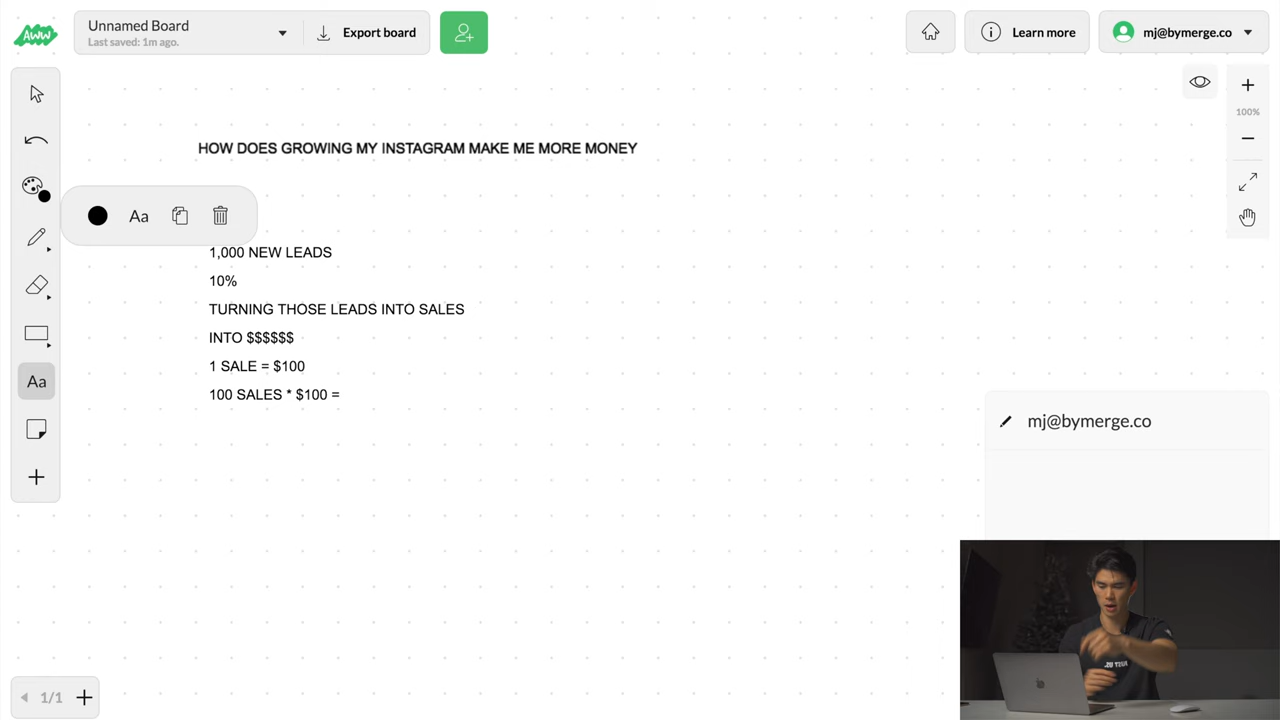 AWW
Unnamed Board
Last saved: 1m ago.
Export board
Learn more
mj@bymerge.co
100%
HOW DOES GROWING MY INSTAGRAM MAKE ME MORE MONEY
Aa
1,000 NEW LEADS
10%
TURNING THOSE LEADS INTO SALES
INTO $$$$$$
1 SALE = $100
Aa
100 SALES * $100 =
mj@bymerge.co
1/1